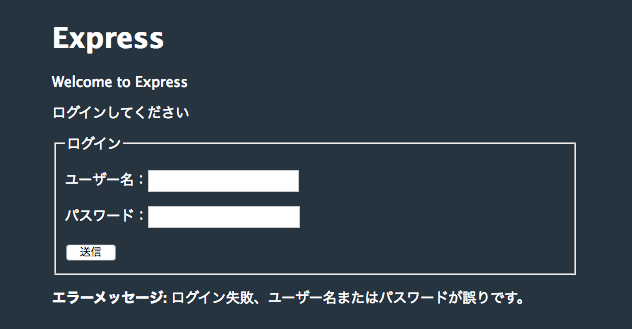 Express
Welcome to Express
ログインしてください
ログイン
ユーザー名：
パスワード：
送信
エラーメッセージ: ログイン失敗、ユーザー名またはパスワードが誤りです。